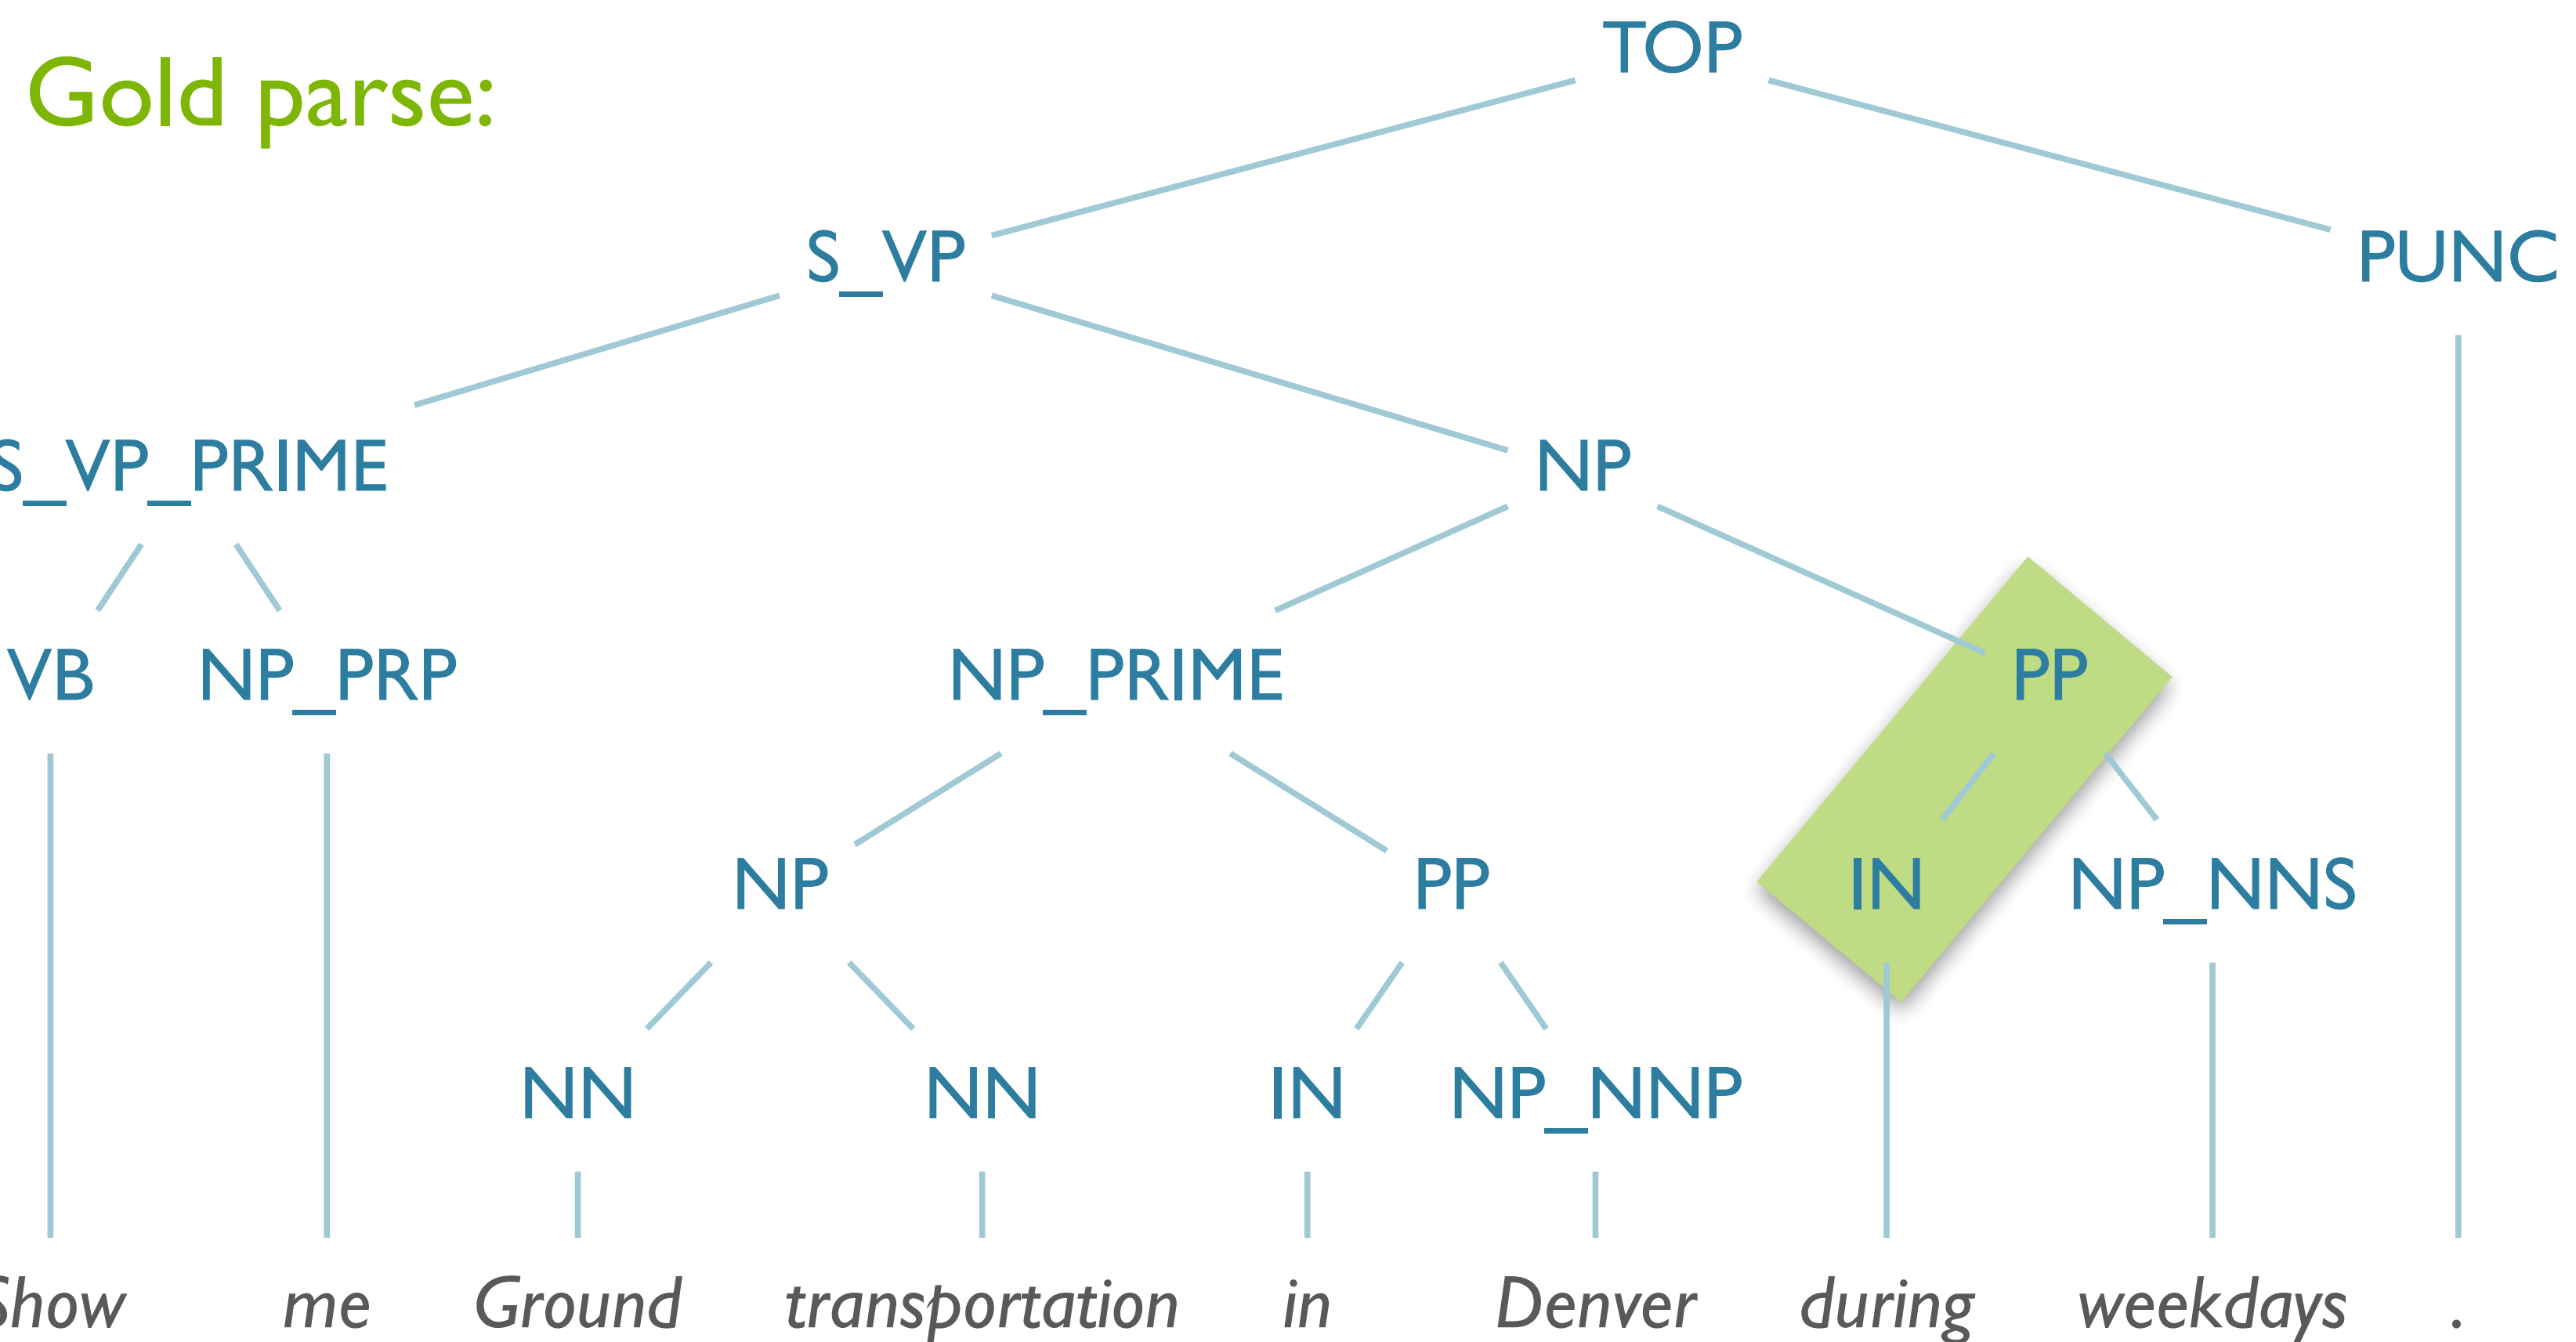 TOP
Gold parse:
S_VP PUNC
S_VP_PRIME NP
VB NP_PRP NP_PRIME PP
NP PP IN NP_NNS
NN NN IN NP_NNP
Show me Ground transportation in Denver during weekdays .